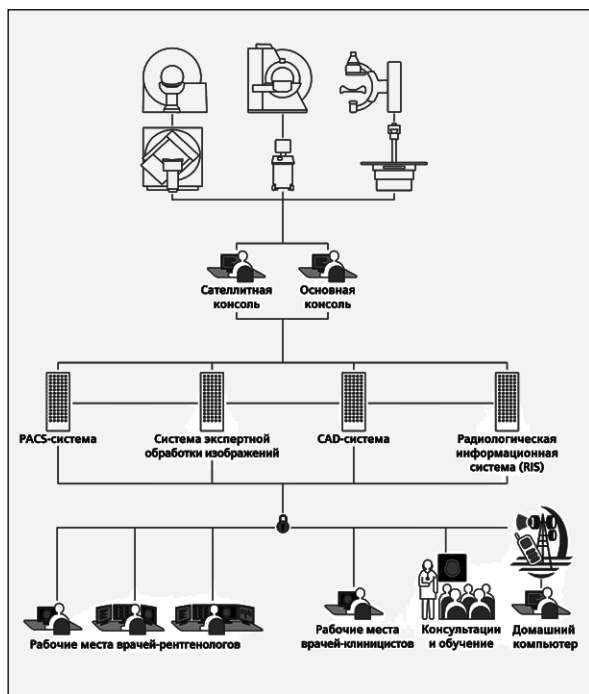 Сателлитная
консоль
Основная
консоль
PACS-система
Система экспертной
обработки изображений
CAD-система
Радиологическая
информационная
система (RIS)
Рабочие места врачей-рентгенологов
Рабочие места
врачей-клиницистов
Консультации
и обучение
Домашний
компьютер